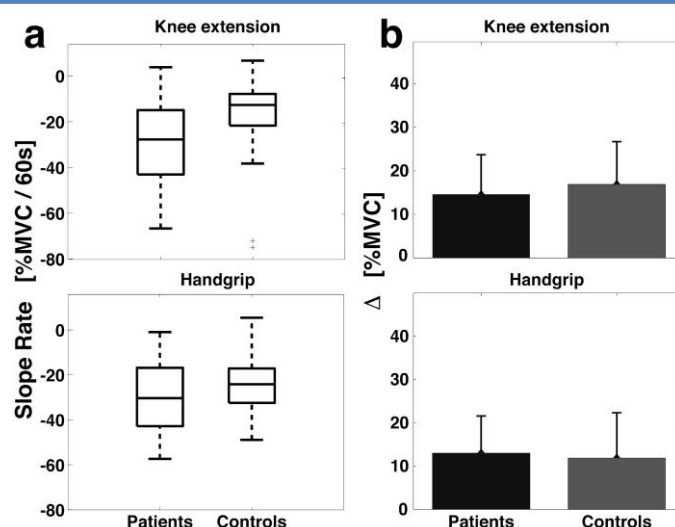 a
Knee extension
0
-20
-40
-60
-80
Slope Rate [%MVC / 60s]
Handgrip
0
-20
-40
-60
-80
Patients Controls
b
Knee extension
40
30
20
10
0
Δ [%MVC]
Handgrip
40
30
20
10
0
Patients Controls